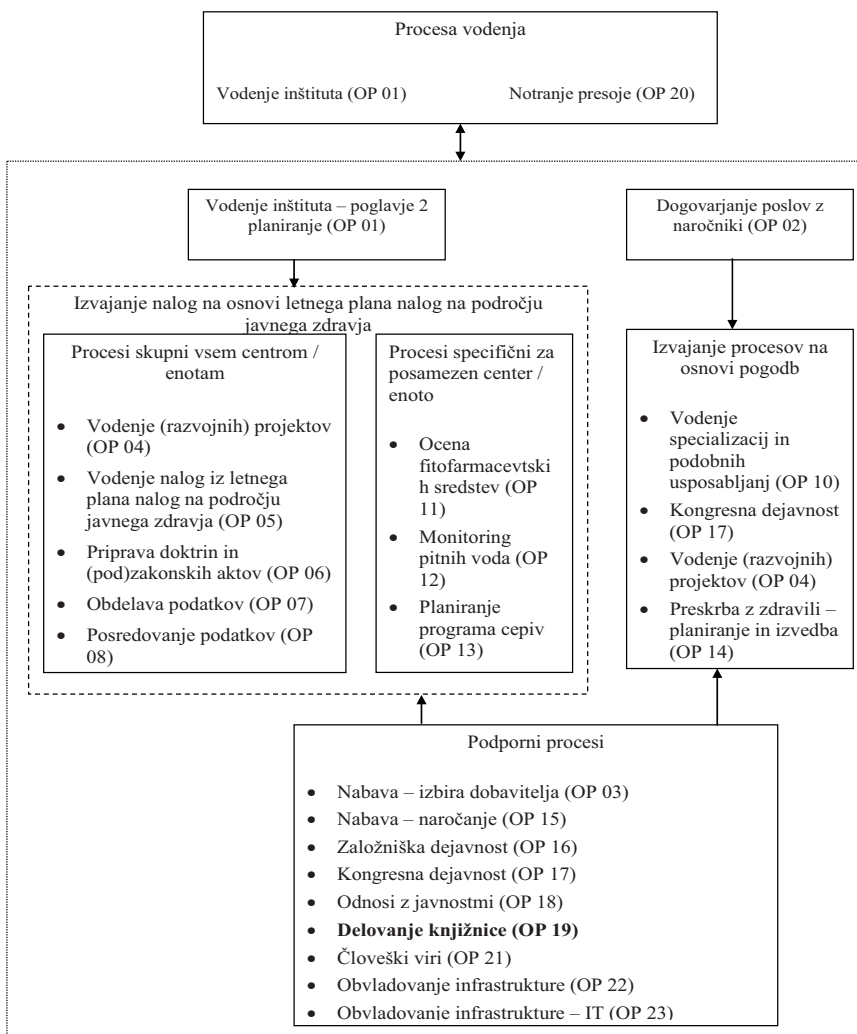 Procesa vodenja
Vodenje inštituta (OP 01)
Notranje presoje (OP 20)
Vodenje inštituta – poglavje 2
planiranje (OP 01)
Dogovarjanje poslov z
naročniki (OP 02)
Izvajanje nalog na osnovi letnega plana nalog na področju
javnega zdravja
Procesi skupni vsem centrom /
enotam
• Vodenje (razvojnih) projektov
(OP 04)
• Vodenje nalog iz letnega
plana nalog na področju
javnega zdravja (OP 05)
• Priprava doktrin in
(pod)zakonskih aktov (OP 06)
• Obdelava podatkov (OP 07)
• Posredovanje podatkov (OP
08)
Procesi specifični za
posamezen center /
enoto
• Ocena
fitofarmacevtsk
ih sredstev (OP
11)
• Monitoring
pitnih voda (OP
12)
• Planiranje
programa cepiv
(OP 13)
Izvajanje procesov na
osnovi pogodb
• Vodenje
specializacij in
podobnih
usposabljanj (OP 10)
• Kongresna dejavnost
(OP 17)
• Vodenje (razvojnih)
projektov (OP 04)
• Preskrba z zdravili –
planiranje in izvedba
(OP 14)
Podporni procesi
• Nabava – izbira dobavitelja (OP 03)
• Nabava – naročanje (OP 15)
• Založniška dejavnost (OP 16)
• Kongresna dejavnost (OP 17)
• Odnosi z javnostmi (OP 18)
• Delovanje knjižnice (OP 19)
• Človeški viri (OP 21)
• Obvladovanje infrastrukture (OP 22)
• Obvladovanje infrastrukture – IT (OP 23)